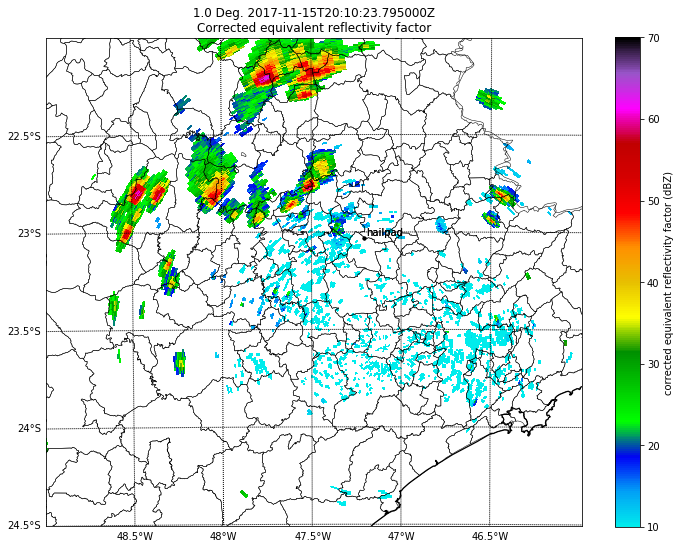 1.0 Deg. 2017-11-15T20:10:23.795000Z
Corrected equivalent reflectivity factor
22.5°S
23°S
23.5°S
24°S
24.5°S
hailpad
48.5°W
48°W
47.5°W
47°W
46.5°W
70
60
50
40
30
20
10
corrected equivalent reflectivity factor (dBZ)